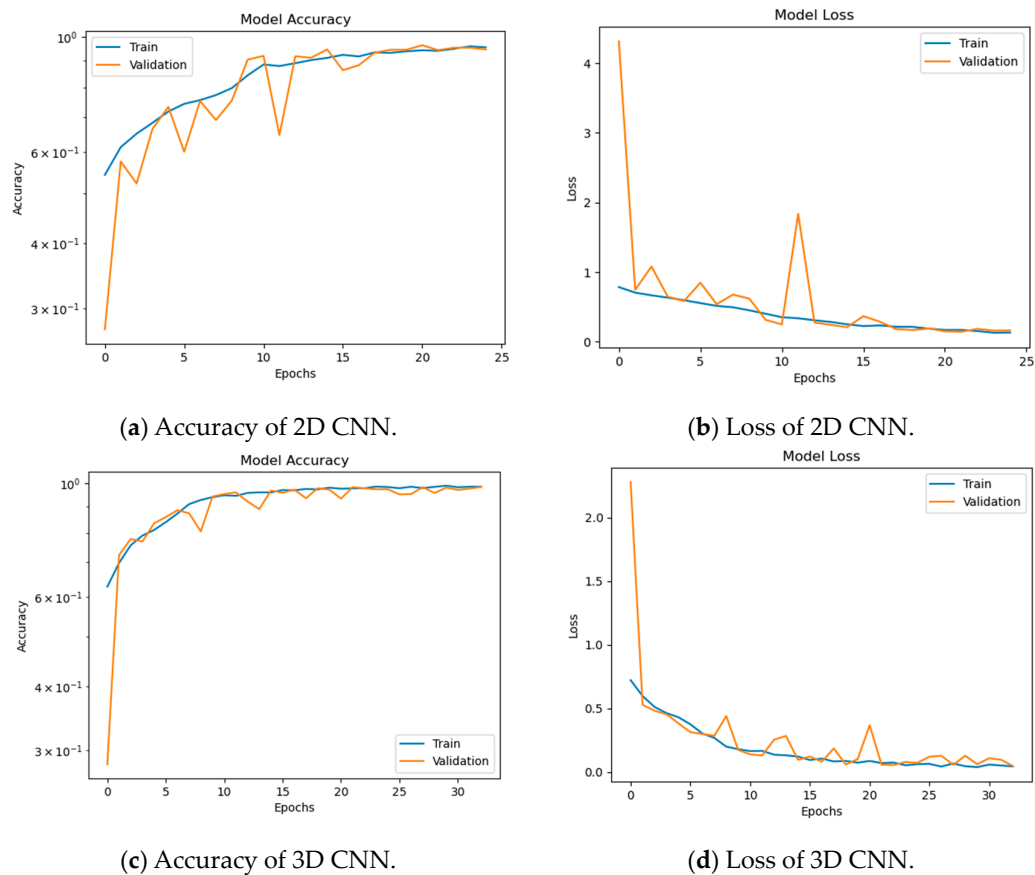 Model Accuracy
10⁰
6 × 10⁻¹
4 × 10⁻¹
3 × 10⁻¹
Accuracy
Train
Validation
0 5 10 15 20 25
Epochs
(a) Accuracy of 2D CNN.
Model Loss
4
3
2
1
0
Loss
Train
Validation
0 5 10 15 20 25
Epochs
(b) Loss of 2D CNN.
Model Accuracy
10⁰
6 × 10⁻¹
4 × 10⁻¹
3 × 10⁻¹
Accuracy
Train
Validation
0 5 10 15 20 25 30
Epochs
(c) Accuracy of 3D CNN.
Model Loss
2.0
1.5
1.0
0.5
0.0
Loss
Train
Validation
0 5 10 15 20 25 30
Epochs
(d) Loss of 3D CNN.